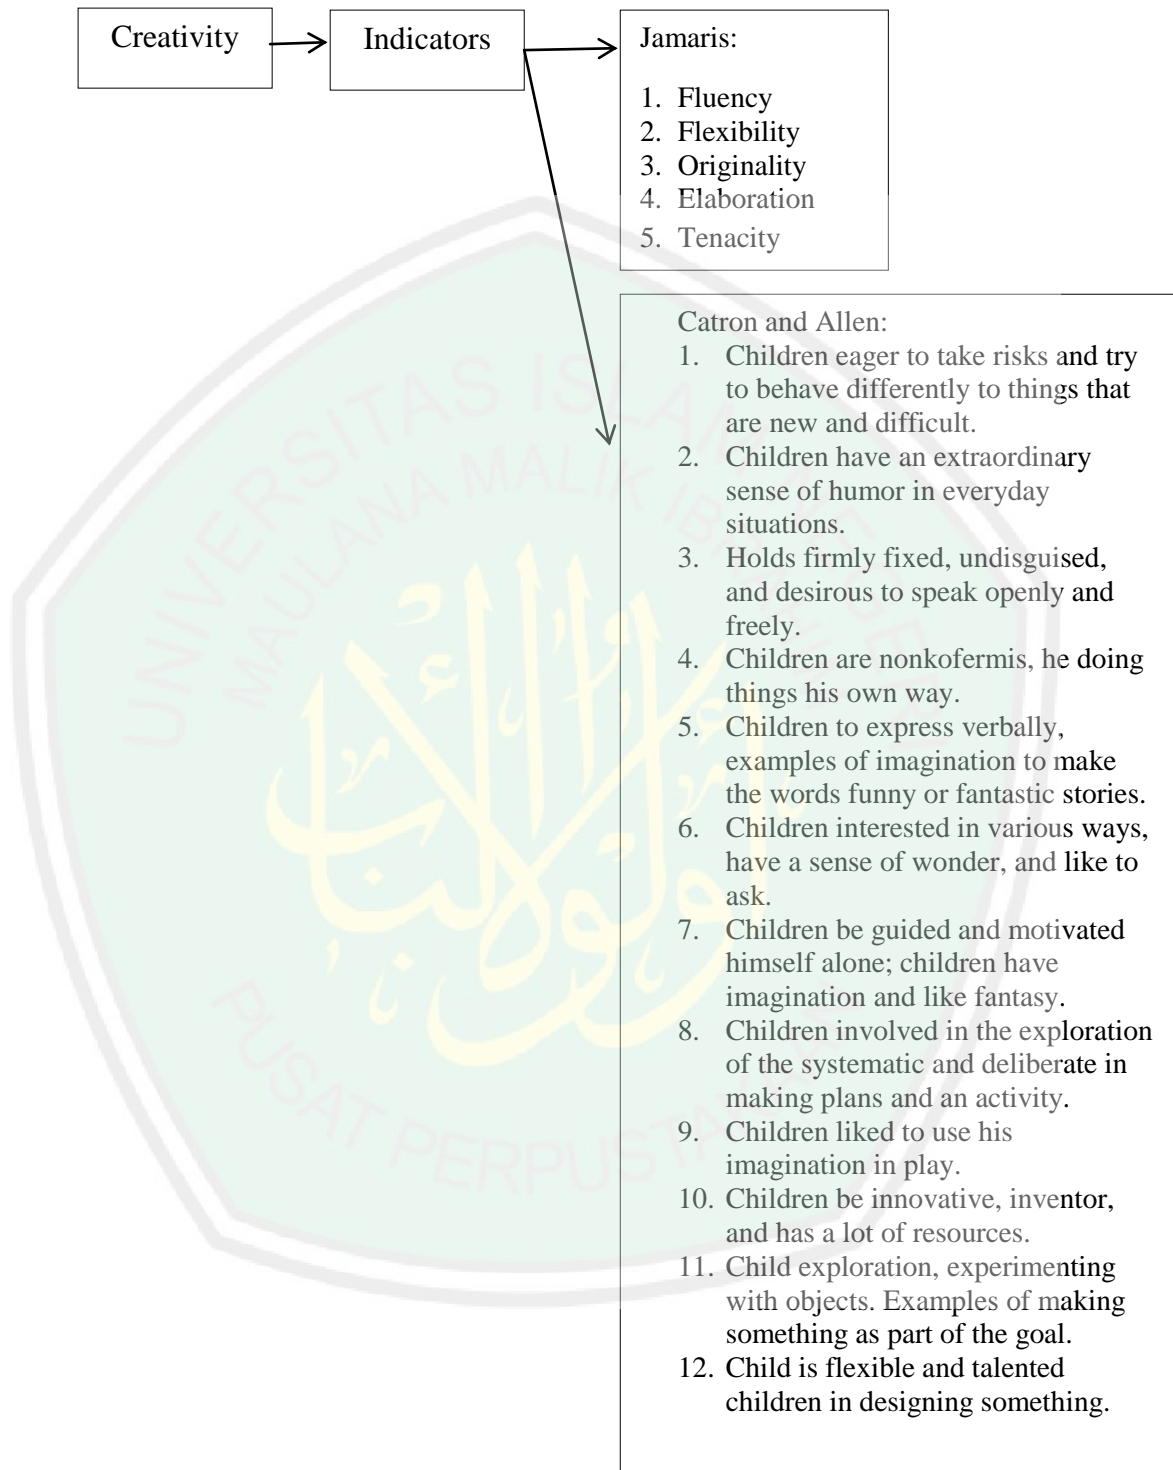 Creativity
Indicators
Jamaris:
1. Fluency
2. Flexibility
3. Originality
4. Elaboration
5. Tenacity
Catron and Allen:
1. Children eager to take risks and try
to behave differently to things that
are new and difficult.
2. Children have an extraordinary
sense of humor in everyday
situations.
3. Holds firmly fixed, undisguised,
and desirous to speak openly and
freely.
4. Children are nonkofermis, he doing
things his own way.
5. Children to express verbally,
examples of imagination to make
the words funny or fantastic stories.
6. Children interested in various ways,
have a sense of wonder, and like to
ask.
7. Children be guided and motivated
himself alone; children have
imagination and like fantasy.
8. Children involved in the exploration
of the systematic and deliberate in
making plans and an activity.
9. Children liked to use his
imagination in play.
10. Children be innovative, inventor,
and has a lot of resources.
11. Child exploration, experimenting
with objects. Examples of making
something as part of the goal.
12. Child is flexible and talented
children in designing something.
UNIVERSITAS ISLAM NEGERI
MAULANA MALIK IBRAHIM
PUSAT PERPUSTAKAAN